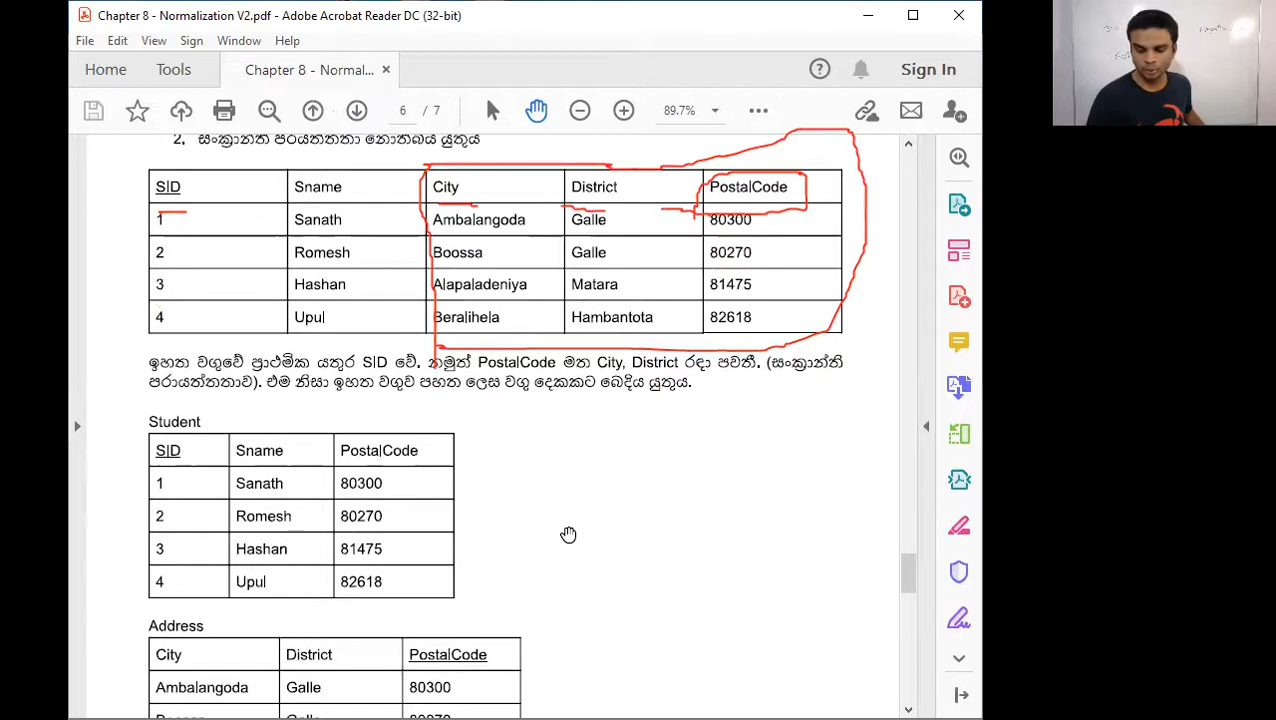 Chapter 8 - Normalization V2.pdf - Adobe Acrobat Reader DC (32-bit)
File Edit View Sign Window Help
Home Tools Chapter 8 - Normal... Sign In
6 / 7 89.7%
2. සංක්‍රාන්ති පරායත්තතා නොතිබිය යුතුය
SID Sname City District PostalCode
1 Sanath Ambalangoda Galle 80300
2 Romesh Boossa Galle 80270
3 Hashan Alapaladeniya Matara 81475
4 Upul Beralihela Hambantota 82618
ඉහත වගුවේ ප්‍රාථමික යතුර SID වේ. නමුත් PostalCode මත City, District රඳා පවතී. (සංක්‍රාන්ති
පරායත්තතාව). එම නිසා ඉහත වගුව පහත ලෙස වගු දෙකකට බෙදිය යුතුය.
Student
SID Sname PostalCode
1 Sanath 80300
2 Romesh 80270
3 Hashan 81475
4 Upul 82618
Address
City District PostalCode
Ambalangoda Galle 80300
Boossa Galle 80270